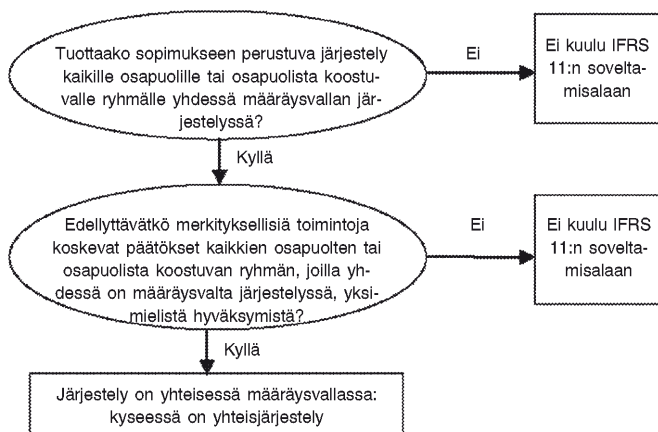 Tuottaako sopimukseen perustuva järjestely
kaikille osapuolille tai osapuolista koostu-
valle ryhmälle yhdessä määräysvallan jär-
jestelyssä?
Ei
Ei kuulu IFRS
11:n sovelta-
misalaan
Kyllä
Edellyttävätkö merkityksellisiä toimintoja
koskevat päätökset kaikkien osapuolten tai
osapuolista koostuvan ryhmän, joilla yh-
dessä on määräysvalta järjestelyssä, yksi-
mielistä hyväksymistä?
Ei
Ei kuulu IFRS
11:n sovelta-
misalaan
Kyllä
Järjestely on yhteisessä määräysvallassa:
kyseessä on yhteisjärjestely